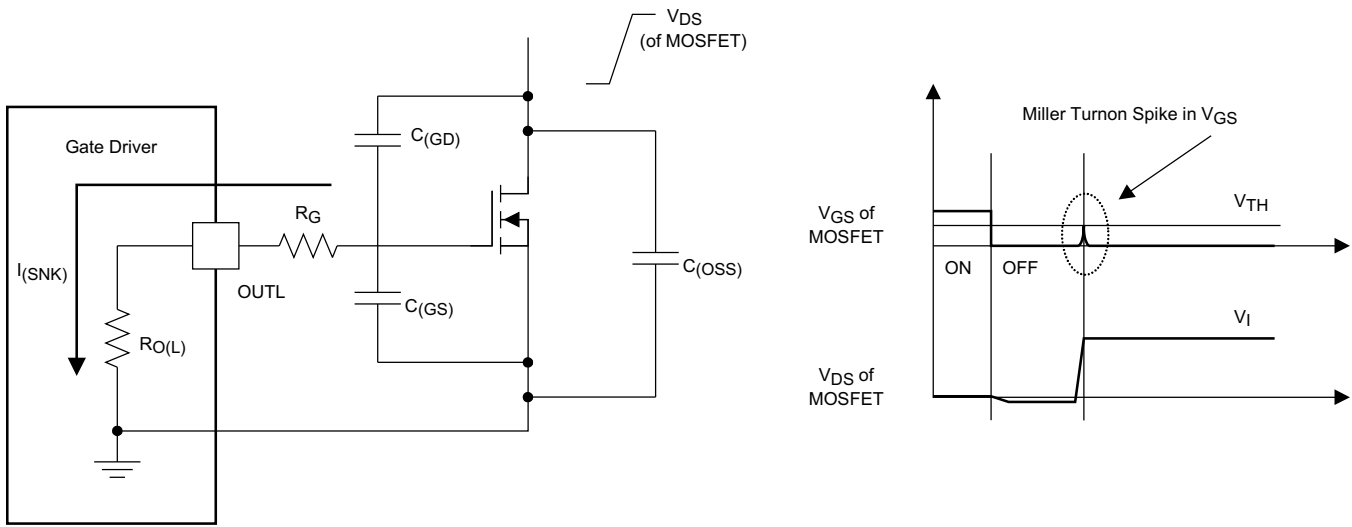 VDS
(of MOSFET)
Gate Driver
C(GD)
RG
I(SNK)
OUTL
C(GS)
C(OSS)
RO(L)
Miller Turnon Spike in VGS
VTH
VGS of
MOSFET
ON
OFF
VI
VDS of
MOSFET